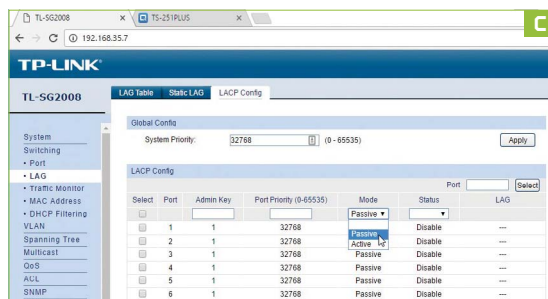 TL-SG2008
TS-251PLUS
192.168.35.7
C
TP-LINK
TL-SG2008
LAG Table Static LAG LACP Config
System
Switching
• Port
• LAG
• Traffic Monitor
• MAC Address
• DHCP Filtering
VLAN
Spanning Tree
Multicast
QoS
ACL
SNMP
Global Config
System Priority: 32768 (0 - 65535)
Apply
LACP Config
Port Select
Select Port Admin Key Port Priority (0-65535) Mode Status LAG
Passive
Passive
Active
1 1 32768 Disable ---
2 1 32768 Disable ---
3 1 32768 Passive Disable ---
4 1 32768 Passive Disable ---
5 1 32768 Passive Disable ---
6 1 32768 Passive Disable ---